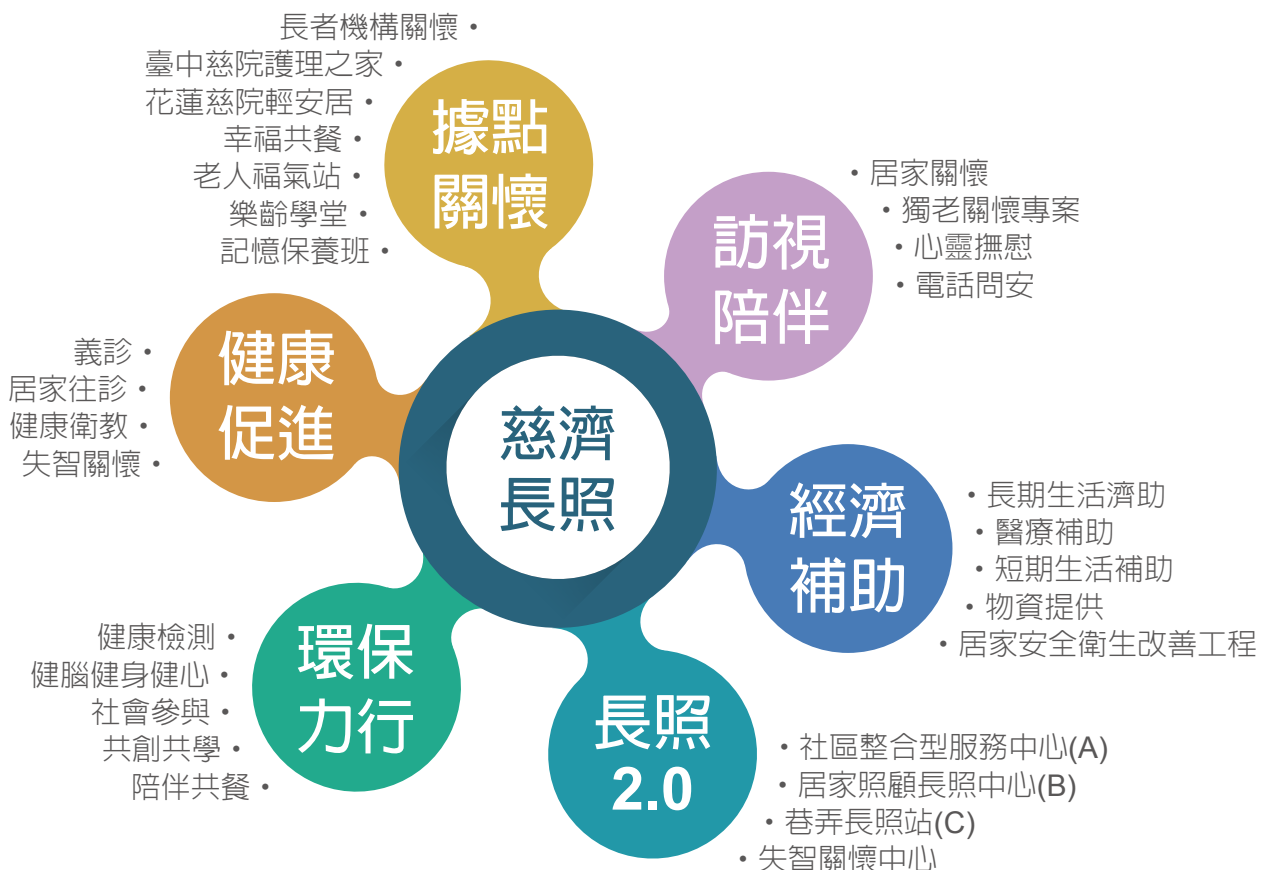 長者機構關懷•
臺中慈院護理之家•
花蓮慈院輕安居•
幸福共餐•
老人福氣站•
樂齡學堂•
記憶保養班•
據點
關懷
訪視
陪伴
•居家關懷
•獨老關懷專案
•心靈撫慰
•電話問安
健康
促進
義診•
居家往診•
健康衛教•
失智關懷•
慈濟
長照
經濟
補助
•長期生活濟助
•醫療補助
•短期生活補助
•物資提供
•居家安全衛生改善工程
環保
力行
健康檢測•
健腦健身健心•
社會參與•
共創共學•
陪伴共餐•
長照
2.0
•社區整合型服務中心(A)
•居家照顧長照中心(B)
•巷弄長照站(C)
•失智關懷中心